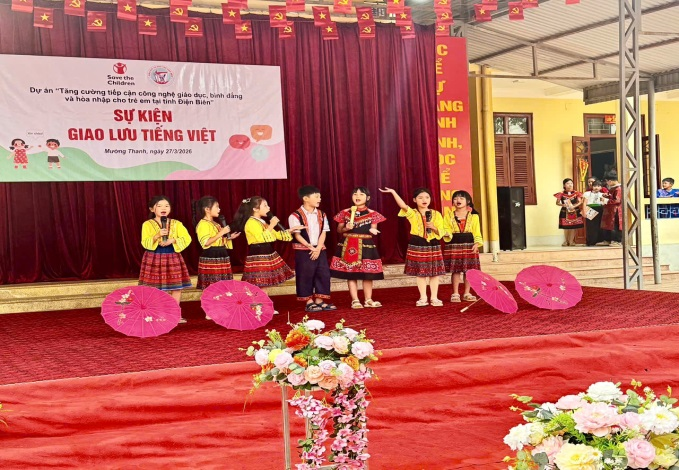 Save the
Children
Dự án "Tăng cường tiếp cận công nghệ giáo dục, bình đẳng
và hòa nhập cho trẻ em tại tỉnh Điện Biên"
SỰ KIỆN
GIAO LƯU TIẾNG VIỆT
Mường Thanh, ngày 27/3/2026